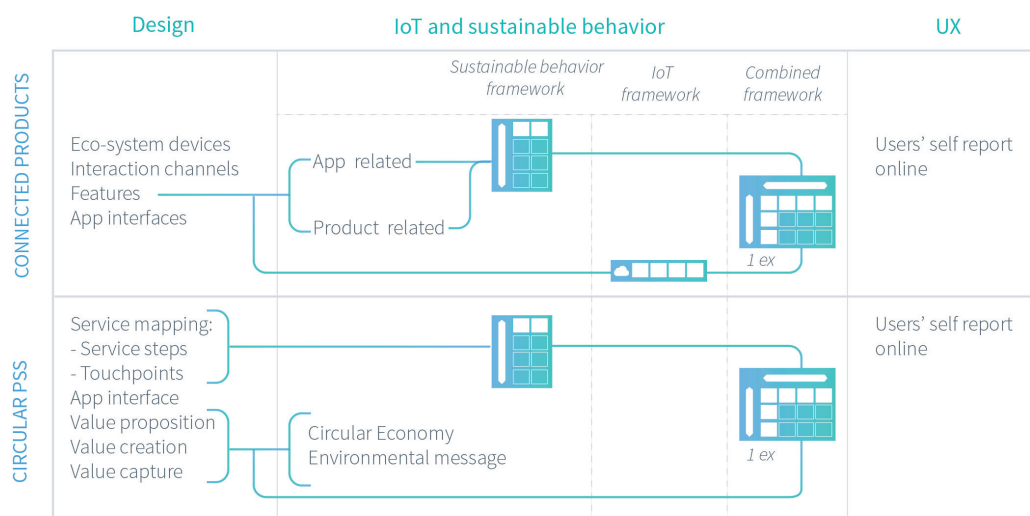 Design
IoT and sustainable behavior
UX
Sustainable behavior
framework
IoT
framework
Combined
framework
CONNECTED PRODUCTS
Eco-system devices
Interaction channels
Features
App interfaces
App related
Product related
1 ex
Users' self report
online
CIRCULAR PSS
Service mapping:
- Service steps
- Touchpoints
App interface
Value proposition
Value creation
Value capture
Circular Economy
Environmental message
1 ex
Users' self report
online